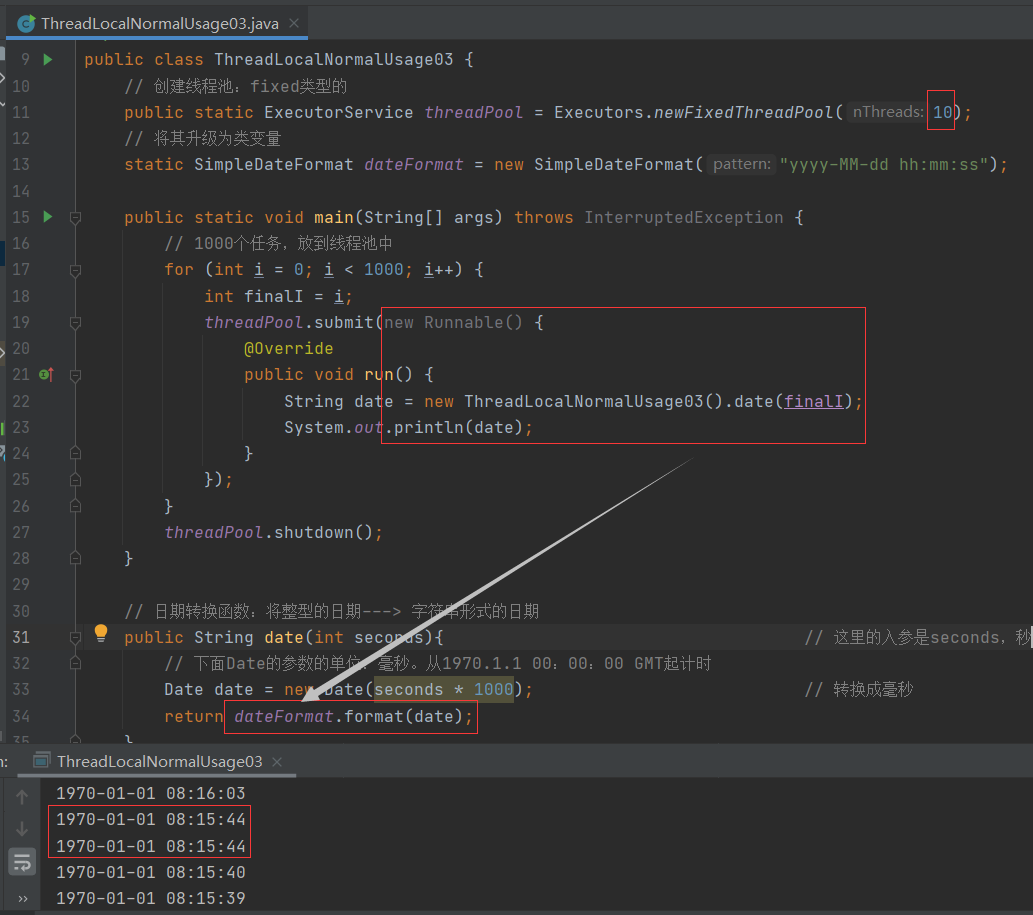 ThreadLocalNormalUsage03.java
9 public class ThreadLocalNormalUsage03 {
10 // 创建线程池：fixed类型的
11 public static ExecutorService threadPool = Executors.newFixedThreadPool( nThreads: 10);
12 // 将其升级为类变量
13 static SimpleDateFormat dateFormat = new SimpleDateFormat( pattern: "yyyy-MM-dd hh:mm:ss");
14
15 public static void main(String[] args) throws InterruptedException {
16 // 1000个任务，放到线程池中
17 for (int i = 0; i < 1000; i++) {
18 int finalI = i;
19 threadPool.submit(new Runnable() {
20 @Override
21 public void run() {
22 String date = new ThreadLocalNormalUsage03().date(finalI);
23 System.out.println(date);
24 }
25 });
26 }
27 threadPool.shutdown();
28 }
29
30 // 日期转换函数：将整型的日期---> 字符串形式的日期
31 public String date(int seconds){ // 这里的入参是seconds，秒
32 // 下面Date的参数的单位：毫秒。从1970.1.1 00：00：00 GMT起计时
33 Date date = new Date(seconds * 1000); // 转换成毫秒
34 return dateFormat.format(date);
35 }
n: ThreadLocalNormalUsage03
1970-01-01 08:16:03
1970-01-01 08:15:44
1970-01-01 08:15:44
1970-01-01 08:15:40
1970-01-01 08:15:39